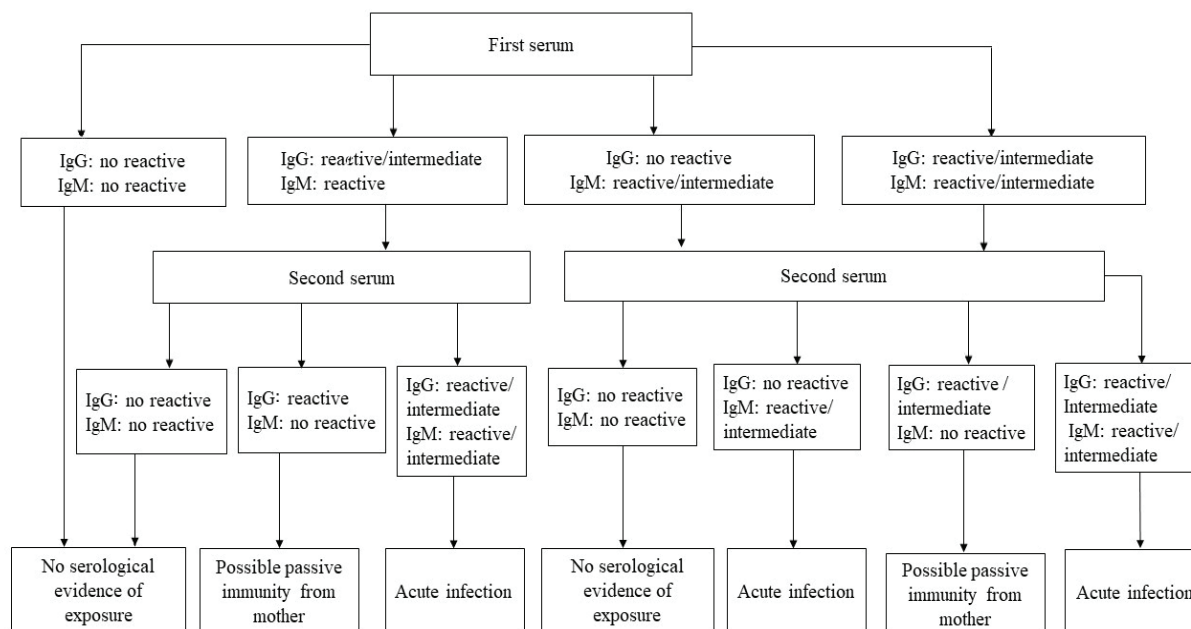 First serum
IgG: no reactive
IgM: no reactive
IgG: reactive/intermediate
IgM: reactive
IgG: no reactive
IgM: reactive/intermediate
IgG: reactive/intermediate
IgM: reactive/intermediate
Second serum
Second serum
IgG: no reactive
IgM: no reactive
IgG: reactive
IgM: no reactive
IgG: reactive/
intermediate
IgM: reactive/
intermediate
IgG: no reactive
IgM: no reactive
IgG: no reactive
IgM: reactive/
intermediate
IgG: reactive /
intermediate
IgM: no reactive
IgG: reactive/
Intermediate
IgM: reactive/
intermediate
No serological
evidence of
exposure
Possible passive
immunity from
mother
Acute infection
No serological
evidence of
exposure
Acute infection
Possible passive
immunity from
mother
Acute infection